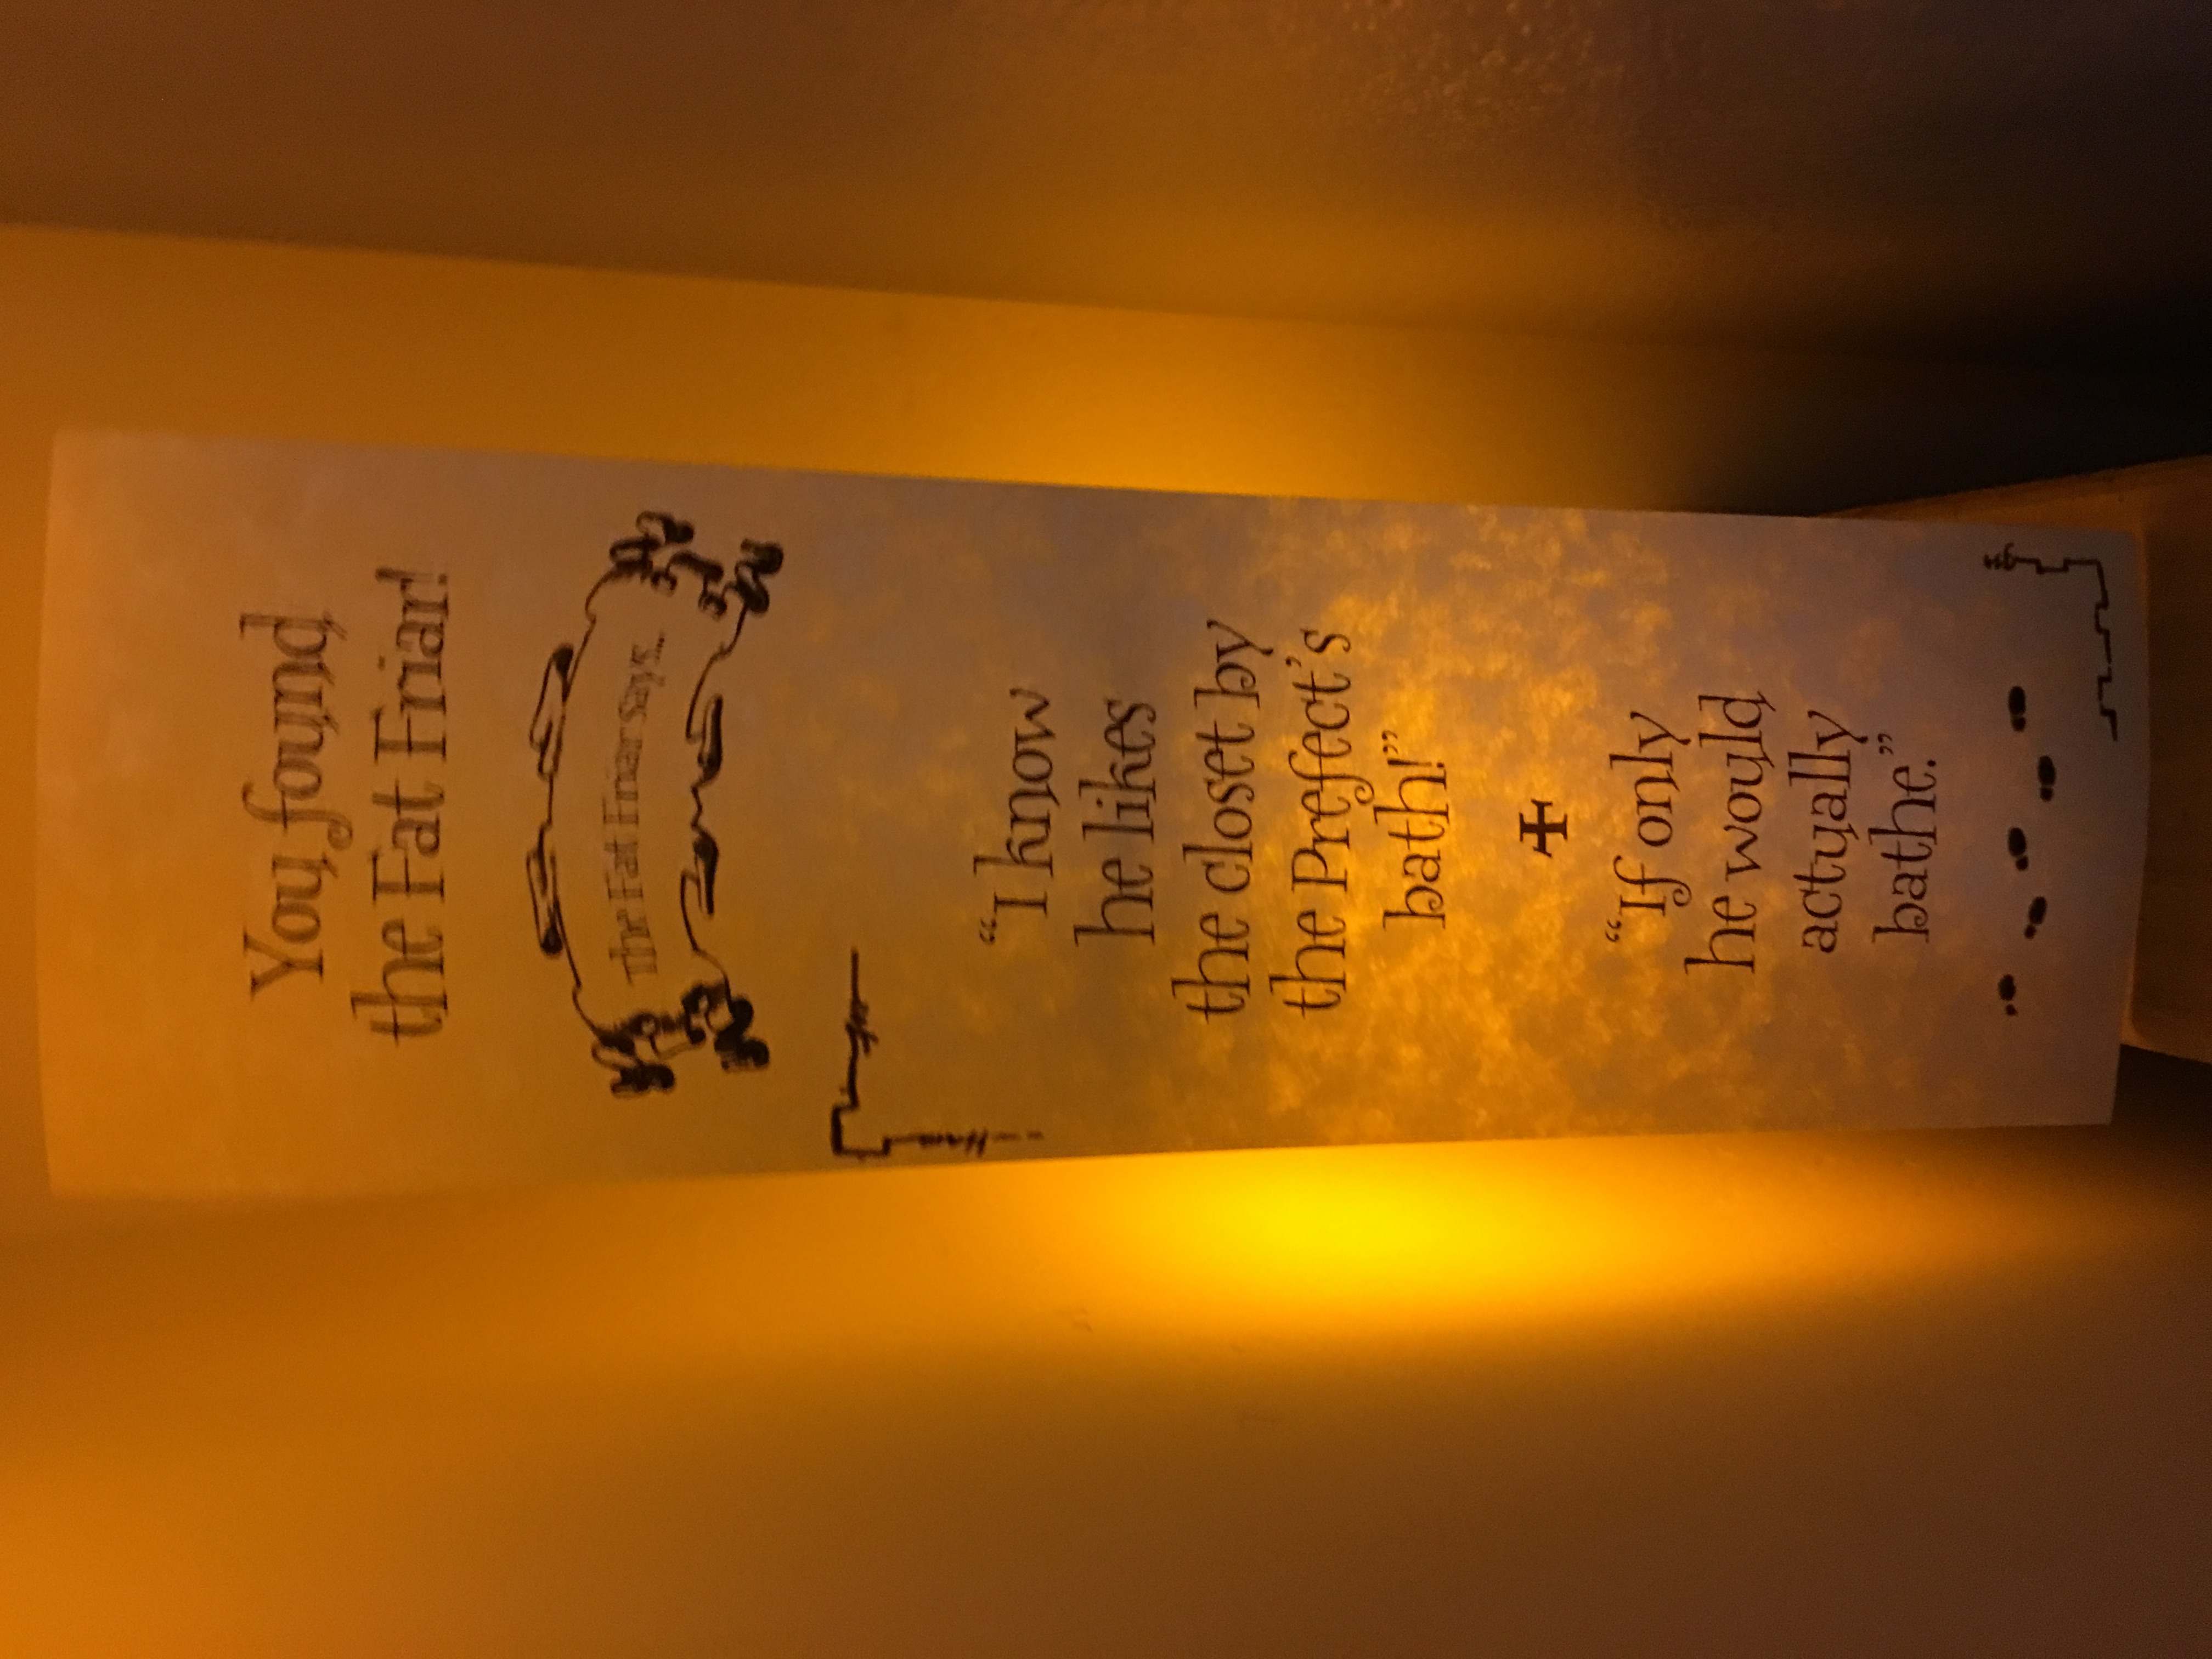 You found
the Fat Friar!
The Fat Friar says...
“I know
he likes
the closet by
the Prefect’s
bath!”
“If only
he would
actually
bathe.”